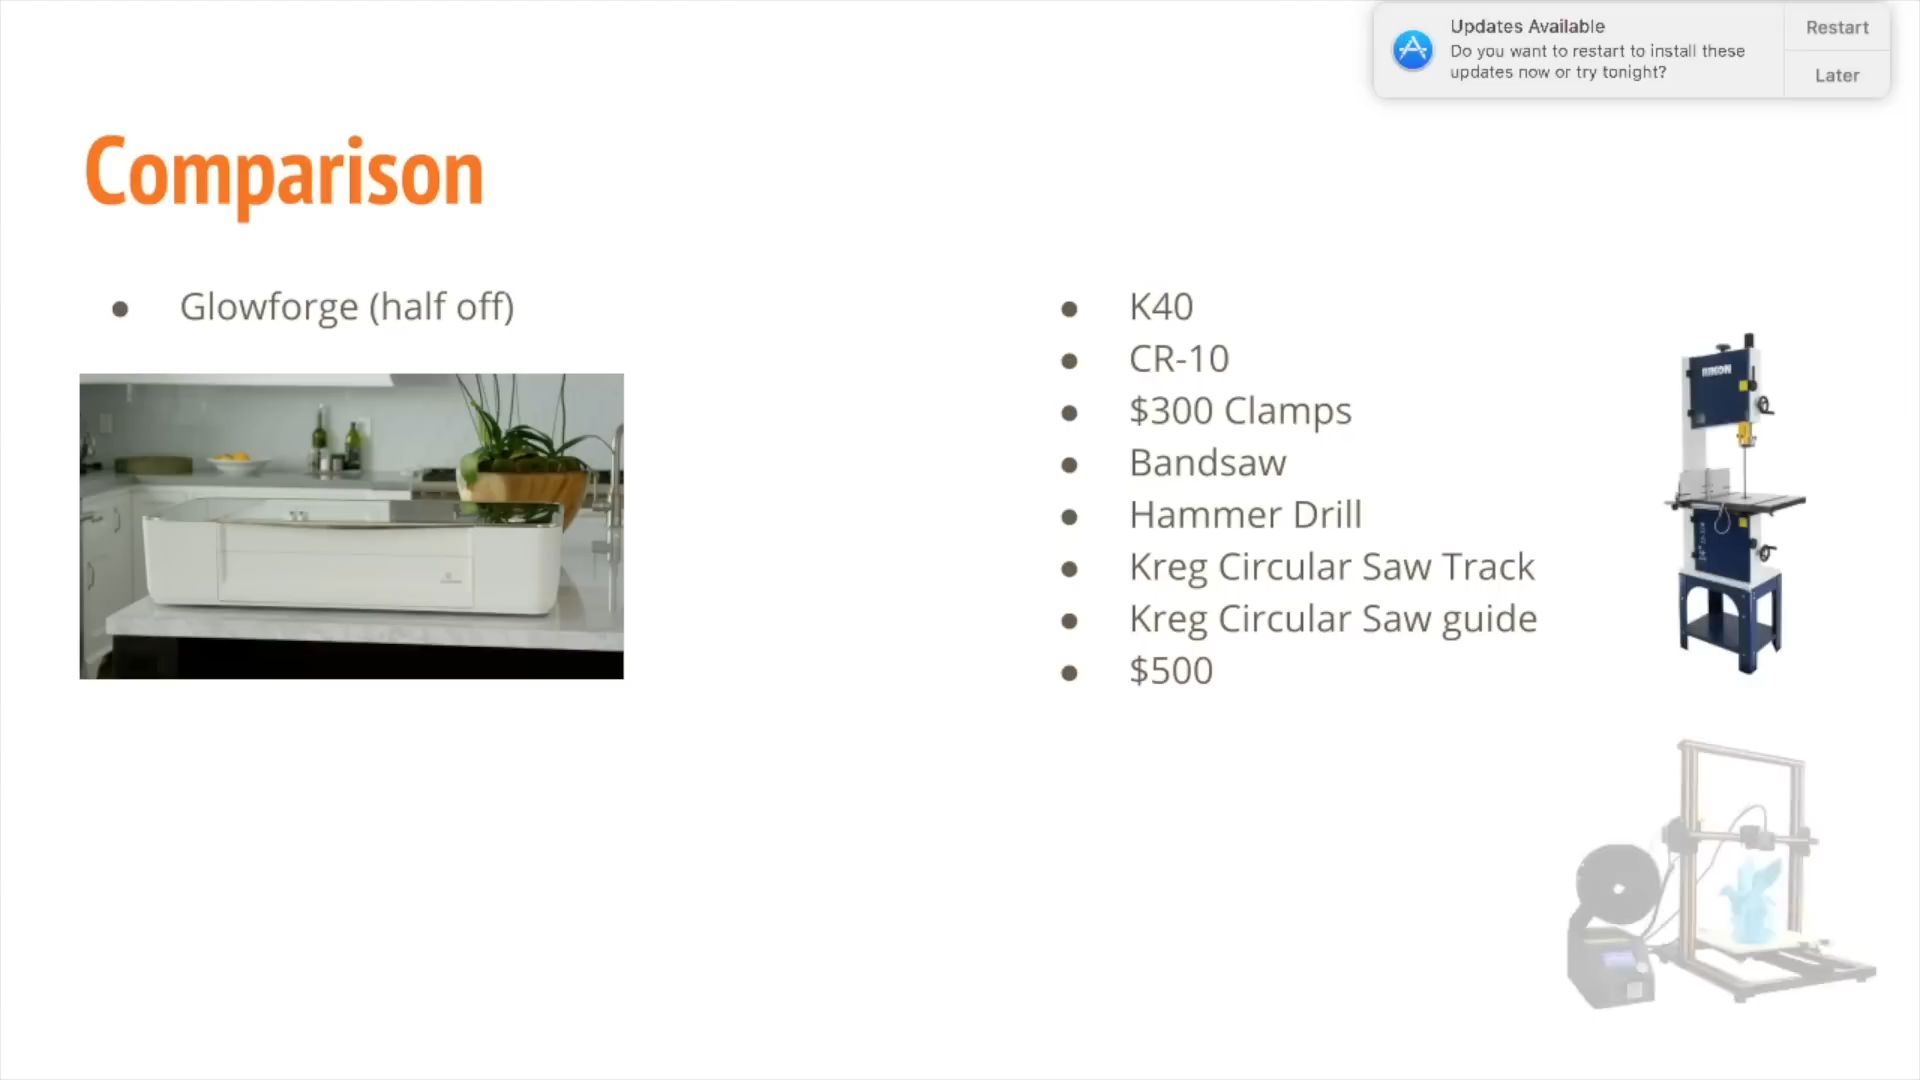 Updates Available
Do you want to restart to install these
updates now or try tonight?
Restart
Later
Comparison
Glowforge (half off)
K40
CR-10
$300 Clamps
Bandsaw
Hammer Drill
Kreg Circular Saw Track
Kreg Circular Saw guide
$500
RIKON